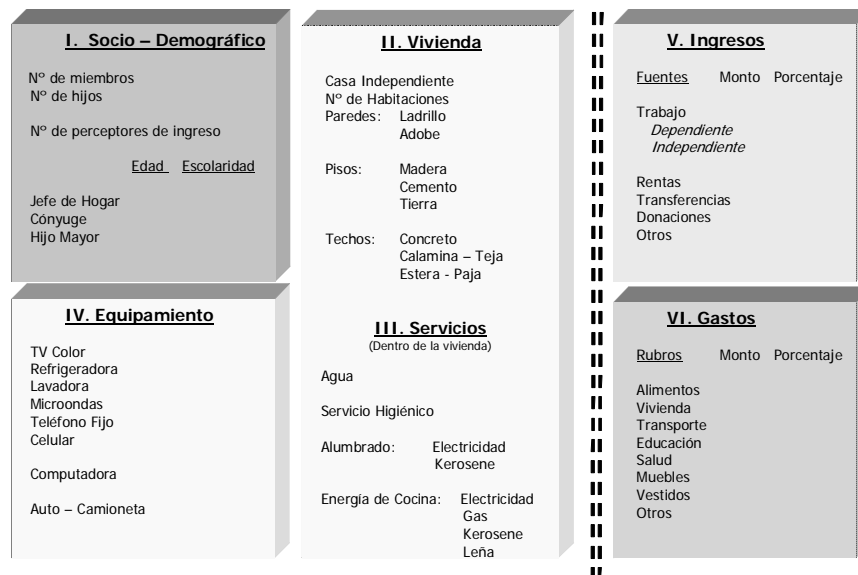 I. Socio – Demográfico
Nº de miembros
Nº de hijos
Nº de perceptores de ingreso
Edad Escolaridad
Jefe de Hogar
Cónyuge
Hijo Mayor
II. Vivienda
Casa Independiente
Nº de Habitaciones
Paredes: Ladrillo
Adobe
Pisos: Madera
Cemento
Tierra
Techos: Concreto
Calamina – Teja
Estera - Paja
III. Servicios
(Dentro de la vivienda)
Agua
Servicio Higiénico
Alumbrado: Electricidad
Kerosene
Energía de Cocina: Electricidad
Gas
Kerosene
Leña
IV. Equipamiento
TV Color
Refrigeradora
Lavadora
Microondas
Teléfono Fijo
Celular
Computadora
Auto – Camioneta
V. Ingresos
Fuentes Monto Porcentaje
Trabajo
Dependiente
Independiente
Rentas
Transferencias
Donaciones
Otros
VI. Gastos
Rubros Monto Porcentaje
Alimentos
Vivienda
Transporte
Educación
Salud
Muebles
Vestidos
Otros